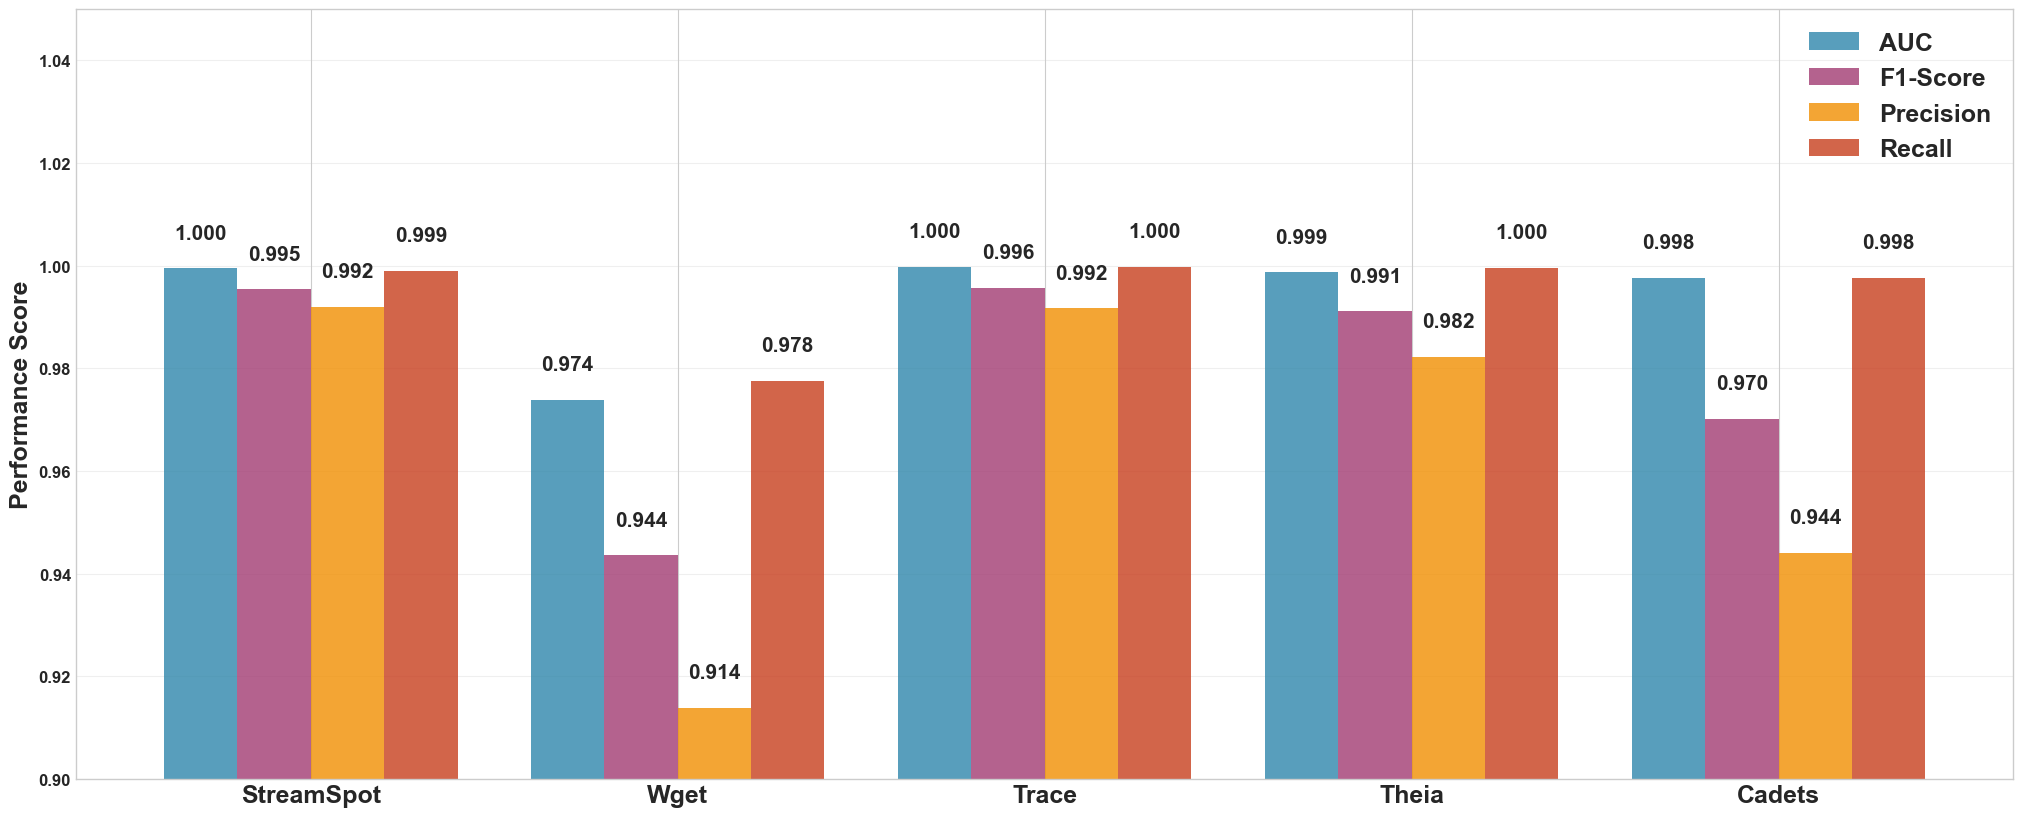 AUC
F1-Score
Precision
Recall
Performance Score
1.04
1.02
1.00
0.98
0.96
0.94
0.92
0.90
1.000
0.995
0.992
0.999
0.974
0.944
0.914
0.978
1.000
0.996
0.992
1.000
0.999
0.991
0.982
1.000
0.998
0.970
0.944
0.998
StreamSpot
Wget
Trace
Theia
Cadets